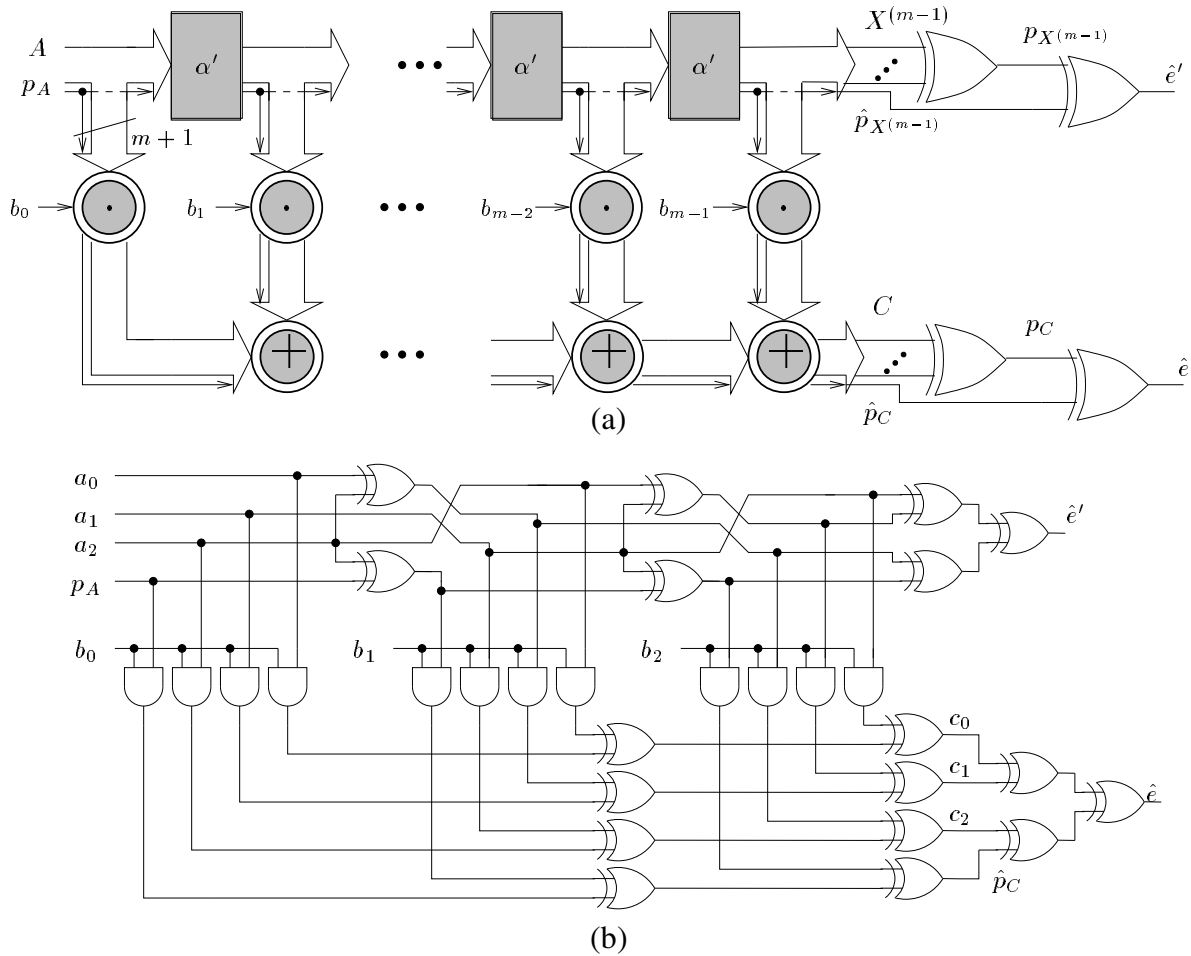 A α′ • • • α′ α′ X^{(m−1)} p_{X^{(m−1)}} ê′
p_A p̂_{X^{(m−1)}}
m + 1
b_0 b_1 • • • b_{m−2} b_{m−1}
C p_C
+ • • • + + ê
p̂_C
(a)
a_0
a_1 ê′
a_2
p_A
b_0 b_1 b_2
c_0
c_1
ê
c_2
p̂_C
(b)